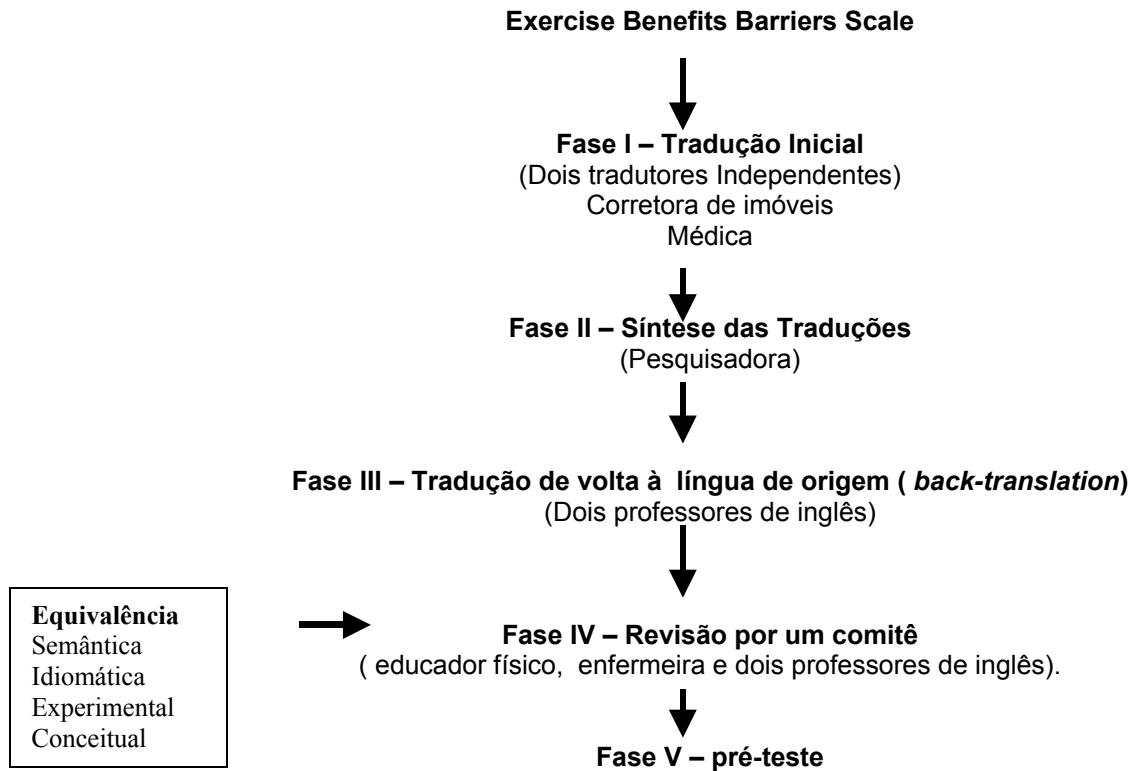 Exercise Benefits Barriers Scale
Fase I – Tradução Inicial
(Dois tradutores Independentes)
Corretora de imóveis
Médica
Fase II – Síntese das Traduções
(Pesquisadora)
Fase III – Tradução de volta à língua de origem ( back-translation)
(Dois professores de inglês)
Equivalência
Semântica
Idiomática
Experimental
Conceitual
Fase IV – Revisão por um comitê
( educador físico, enfermeira e dois professores de inglês).
Fase V – pré-teste